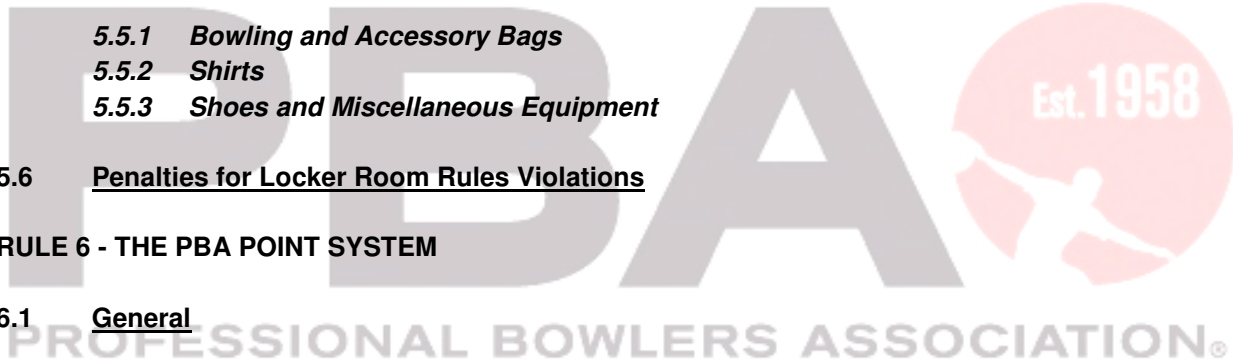 PBA
Est. 1958
5.5.1 Bowling and Accessory Bags
5.5.2 Shirts
5.5.3 Shoes and Miscellaneous Equipment
5.6 Penalties for Locker Room Rules Violations
RULE 6 - THE PBA POINT SYSTEM
6.1 General
PROFESSIONAL BOWLERS ASSOCIATION®